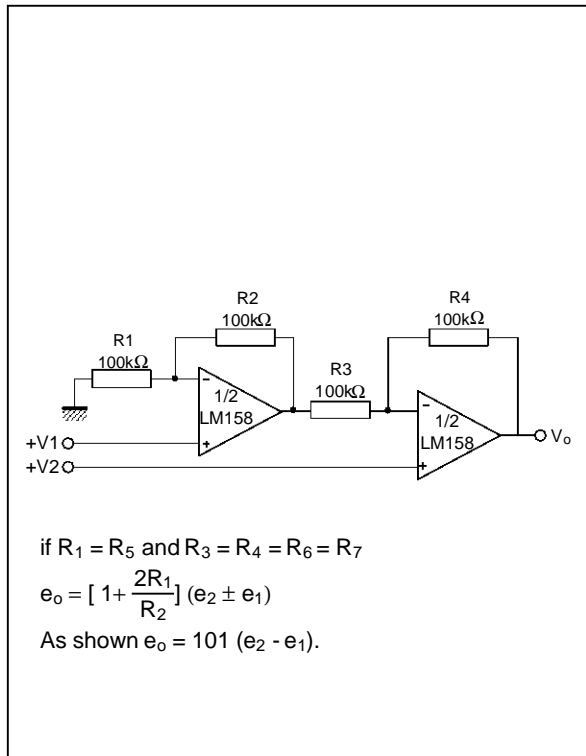 R2
100kΩ
R4
100kΩ
R1
100kΩ
R3
100kΩ
1/2
LM158
1/2
LM158
+V1
+V2
Vo
- 
+
-
+
if R1 = R5 and R3 = R4 = R6 = R7
eo = [ 1+ 2R1/R2 ] (e2 ± e1)
As shown eo = 101 (e2 - e1).